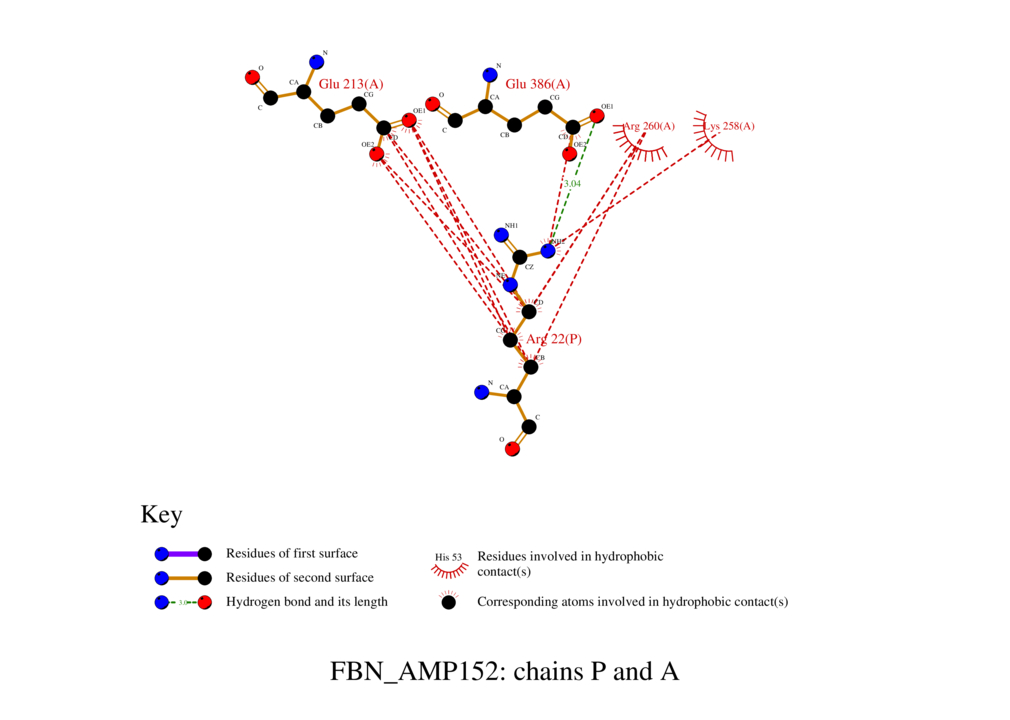 N
O
CA
Glu 213(A)
C
CG
CB
OE1
CD
OE2
N
O
CA
Glu 386(A)
C
CG
CB
OE1
CD
OE2
Arg 260(A)
Lys 258(A)
3.04
NH1
NH2
CZ
NE
CD
CG
Arg 22(P)
CB
N
CA
C
O
Key
Residues of first surface
Residues of second surface
Hydrogen bond and its length
His 53
Residues involved in hydrophobic
contact(s)
Corresponding atoms involved in hydrophobic contact(s)
FBN_AMP152: chains P and A